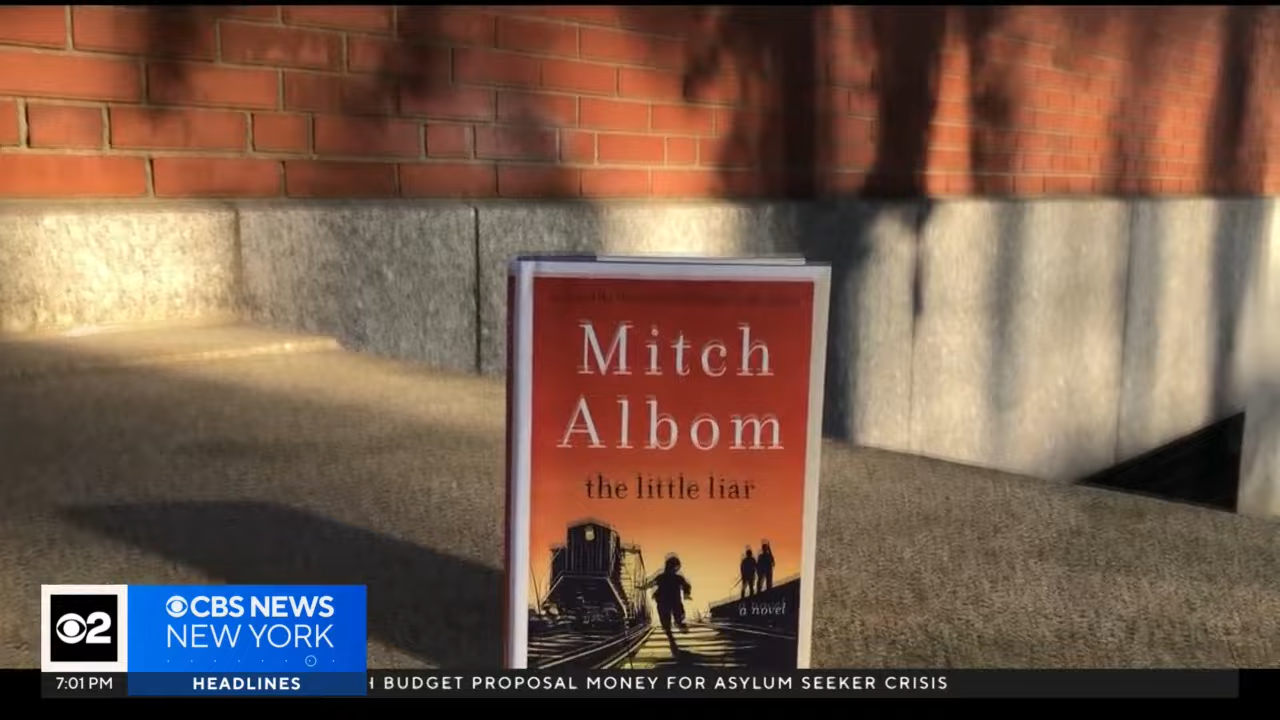 Mitch
Albom
the little liar
a novel
2
CBS NEWS
NEW YORK
7:01 PM
HEADLINES
BUDGET PROPOSAL MONEY FOR ASYLUM SEEKER CRISIS